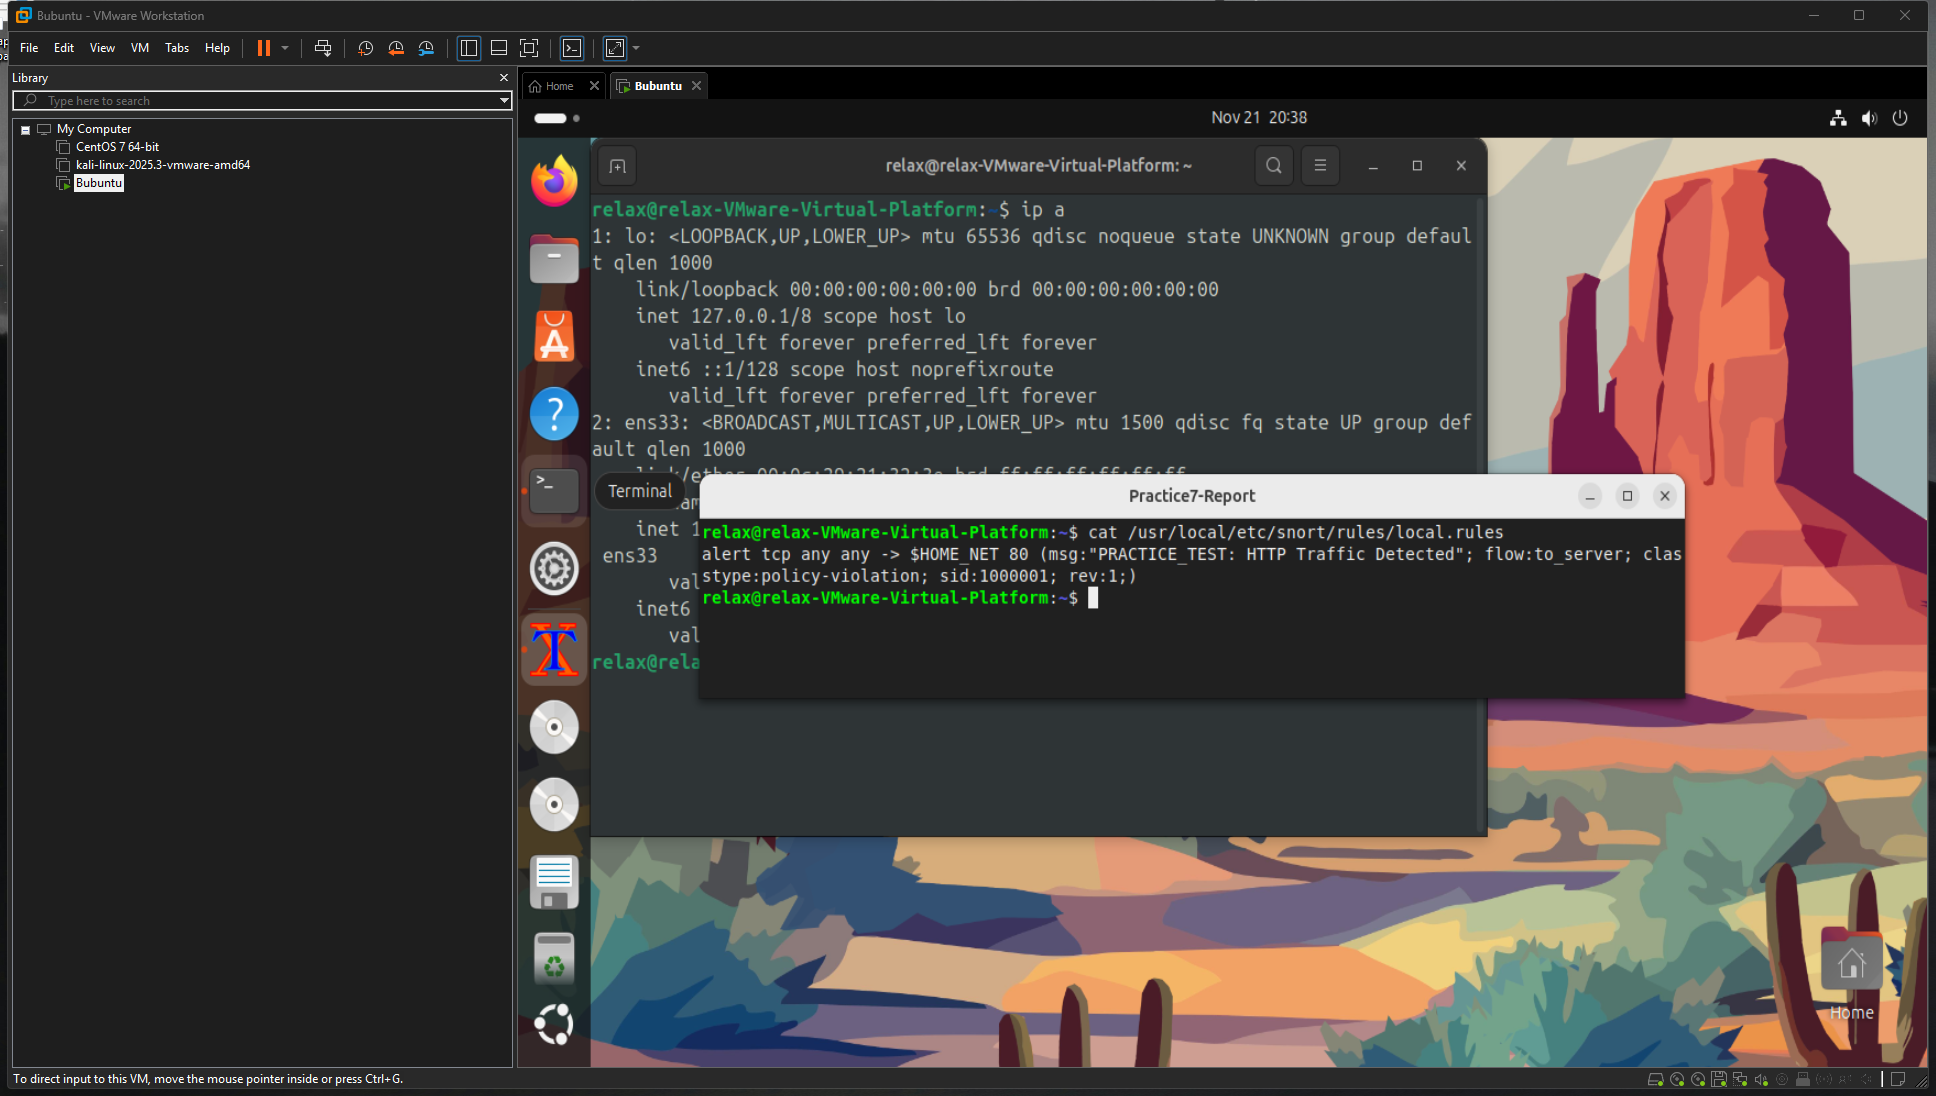 Bubuntu - VMware Workstation
File Edit View VM Tabs Help
Library
Type here to search
My Computer
CentOS 7 64-bit
kali-linux-2025.3-vmware-amd64
Bubuntu
Home
Bubuntu
Nov 21 20:38
relax@relax-VMware-Virtual-Platform: ~
relax@relax-VMware-Virtual-Platform:~$ ip a
1: lo: <LOOPBACK,UP,LOWER_UP> mtu 65536 qdisc noqueue state UNKNOWN group defaul
t qlen 1000
link/loopback 00:00:00:00:00:00 brd 00:00:00:00:00:00
inet 127.0.0.1/8 scope host lo
valid_lft forever preferred_lft forever
inet6 ::1/128 scope host noprefixroute
valid_lft forever preferred_lft forever
2: ens33: <BROADCAST,MULTICAST,UP,LOWER_UP> mtu 1500 qdisc fq state UP group def
ault qlen 1000
Terminal
inet 1
ens33
val
inet6
val
relax@rela
Practice7-Report
relax@relax-VMware-Virtual-Platform:~$ cat /usr/local/etc/snort/rules/local.rules
alert tcp any any -> $HOME_NET 80 (msg:"PRACTICE_TEST: HTTP Traffic Detected"; flow:to_server; clas
stype:policy-violation; sid:1000001; rev:1;)
relax@relax-VMware-Virtual-Platform:~$
Home
To direct input to this VM, move the mouse pointer inside or press Ctrl+G.